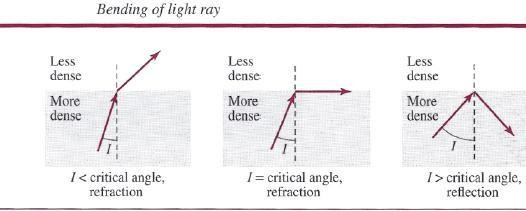 Bending of light ray
Less
dense
More
dense
I
I < critical angle,
refraction
Less
dense
More
dense
I
I = critical angle,
refraction
Less
dense
More
dense
I
I > critical angle,
reflection